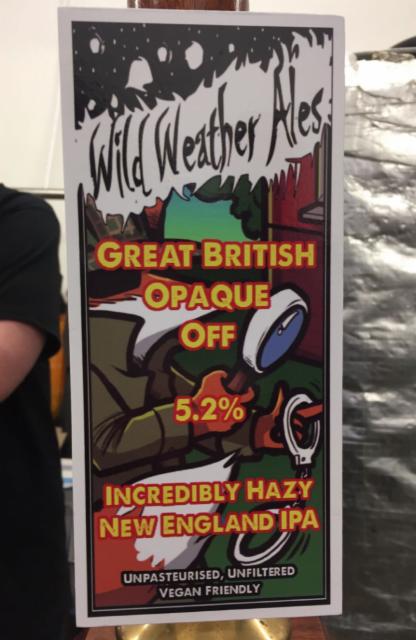 Wild Weather Ales
GREAT BRITISH
OPAQUE
OFF
5.2%
INCREDIBLY HAZY
NEW ENGLAND IPA
UNPASTEURISED, UNFILTERED
VEGAN FRIENDLY